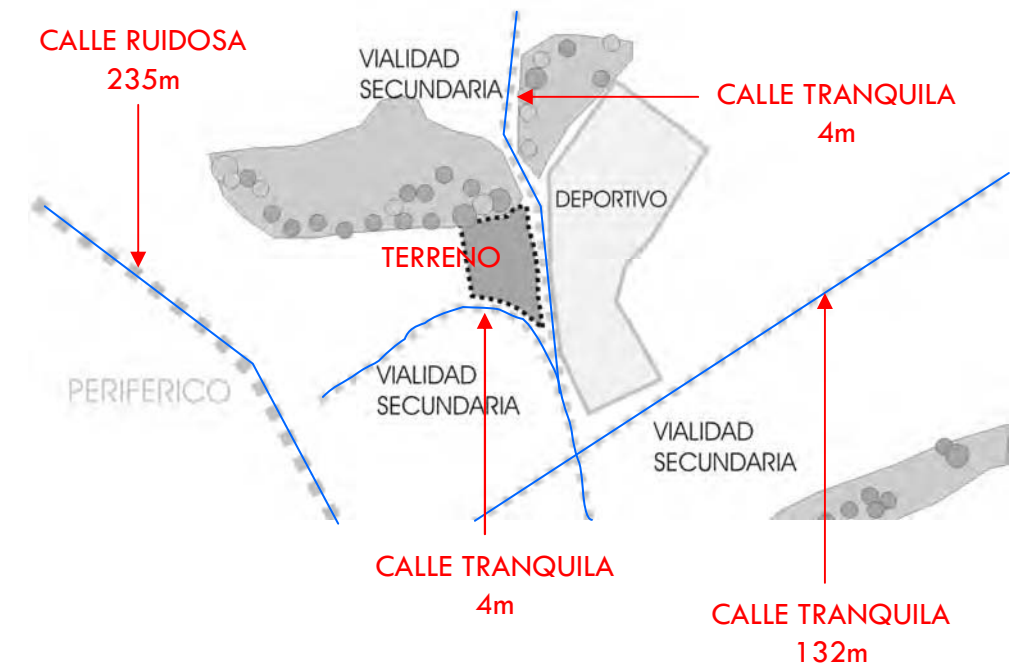 CALLE RUIDOSA
235m
VIALIDAD
SECUNDARIA
CALLE TRANQUILA
4m
DEPORTIVO
TERRENO
PERIFERICO
VIALIDAD
SECUNDARIA
VIALIDAD
SECUNDARIA
CALLE TRANQUILA
4m
CALLE TRANQUILA
132m